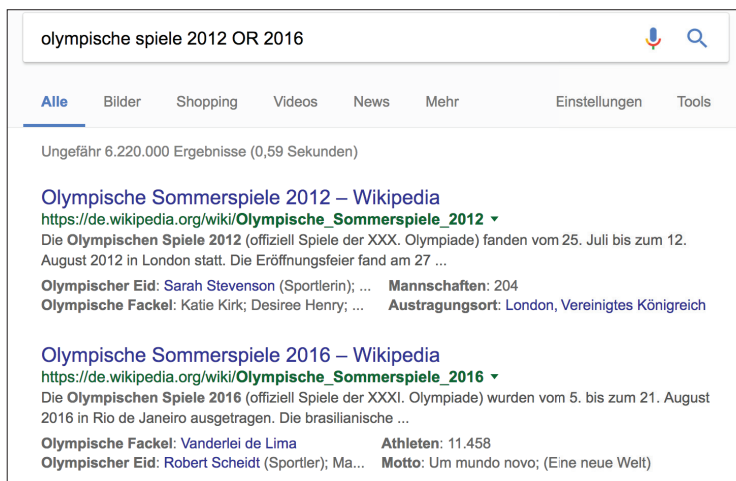 olympische spiele 2012 OR 2016
Alle Bilder Shopping Videos News Mehr Einstellungen Tools
Ungefähr 6.220.000 Ergebnisse (0,59 Sekunden)
Olympische Sommerspiele 2012 – Wikipedia
https://de.wikipedia.org/wiki/Olympische_Sommerspiele_2012
Die Olympischen Spiele 2012 (offiziell Spiele der XXX. Olympiade) fanden vom 25. Juli bis zum 12.
August 2012 in London statt. Die Eröffnungsfeier fand am 27 ...
Olympischer Eid: Sarah Stevenson (Sportlerin); ... Mannschaften: 204
Olympische Fackel: Katie Kirk; Desiree Henry; ... Austragungsort: London, Vereinigtes Königreich
Olympische Sommerspiele 2016 – Wikipedia
https://de.wikipedia.org/wiki/Olympische_Sommerspiele_2016
Die Olympischen Spiele 2016 (offiziell Spiele der XXXI. Olympiade) wurden vom 5. bis zum 21. August
2016 in Rio de Janeiro ausgetragen. Die brasilianische ...
Olympische Fackel: Vanderlei de Lima Athleten: 11.458
Olympischer Eid: Robert Scheidt (Sportler); Ma... Motto: Um mundo novo; (Eine neue Welt)